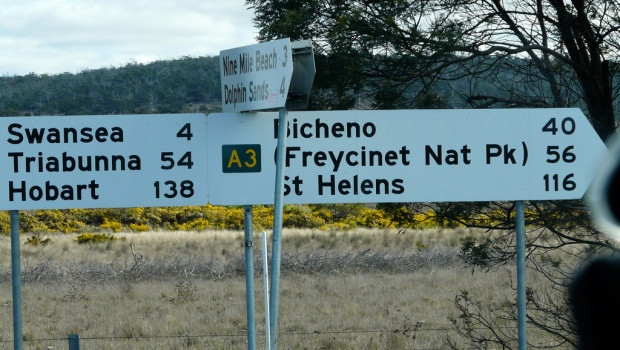 Nine Mile Beach 3
Dolphin Sands 4
Swansea 4
Triabunna 54
Hobart 138
A3
Bicheno 40
(Freycinet Nat Pk) 56
St Helens 116